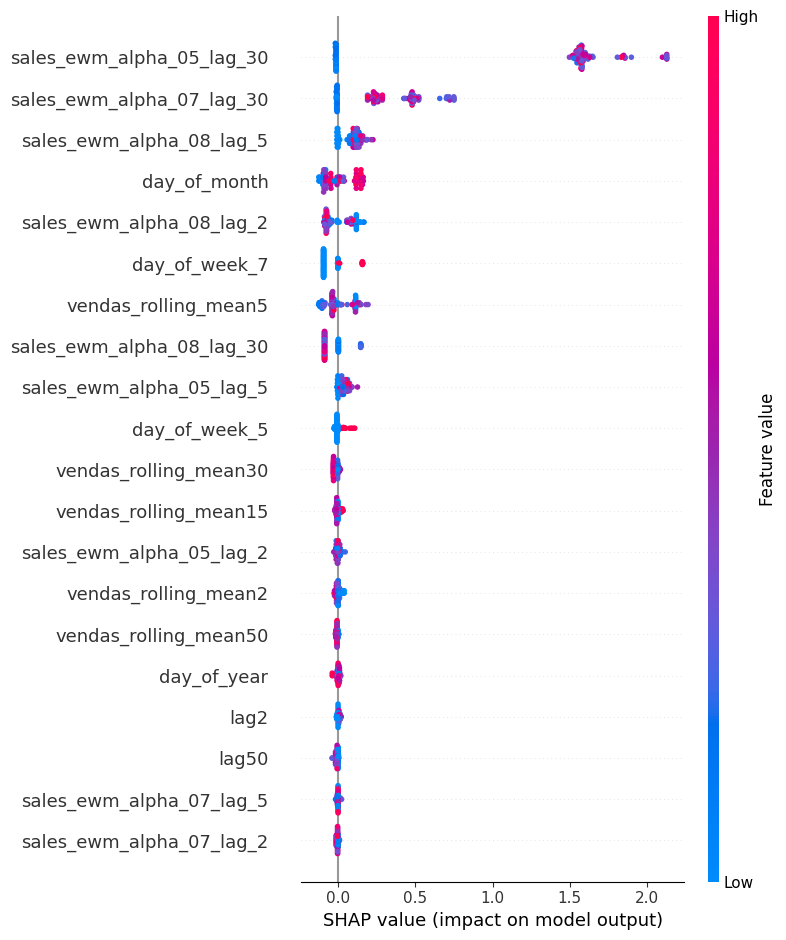 High
sales_ewm_alpha_05_lag_30
sales_ewm_alpha_07_lag_30
sales_ewm_alpha_08_lag_5
day_of_month
sales_ewm_alpha_08_lag_2
day_of_week_7
vendas_rolling_mean5
sales_ewm_alpha_08_lag_30
sales_ewm_alpha_05_lag_5
day_of_week_5
vendas_rolling_mean30
vendas_rolling_mean15
sales_ewm_alpha_05_lag_2
vendas_rolling_mean2
vendas_rolling_mean50
day_of_year
lag2
lag50
sales_ewm_alpha_07_lag_5
sales_ewm_alpha_07_lag_2
Feature value
Low
0.0 0.5 1.0 1.5 2.0
SHAP value (impact on model output)